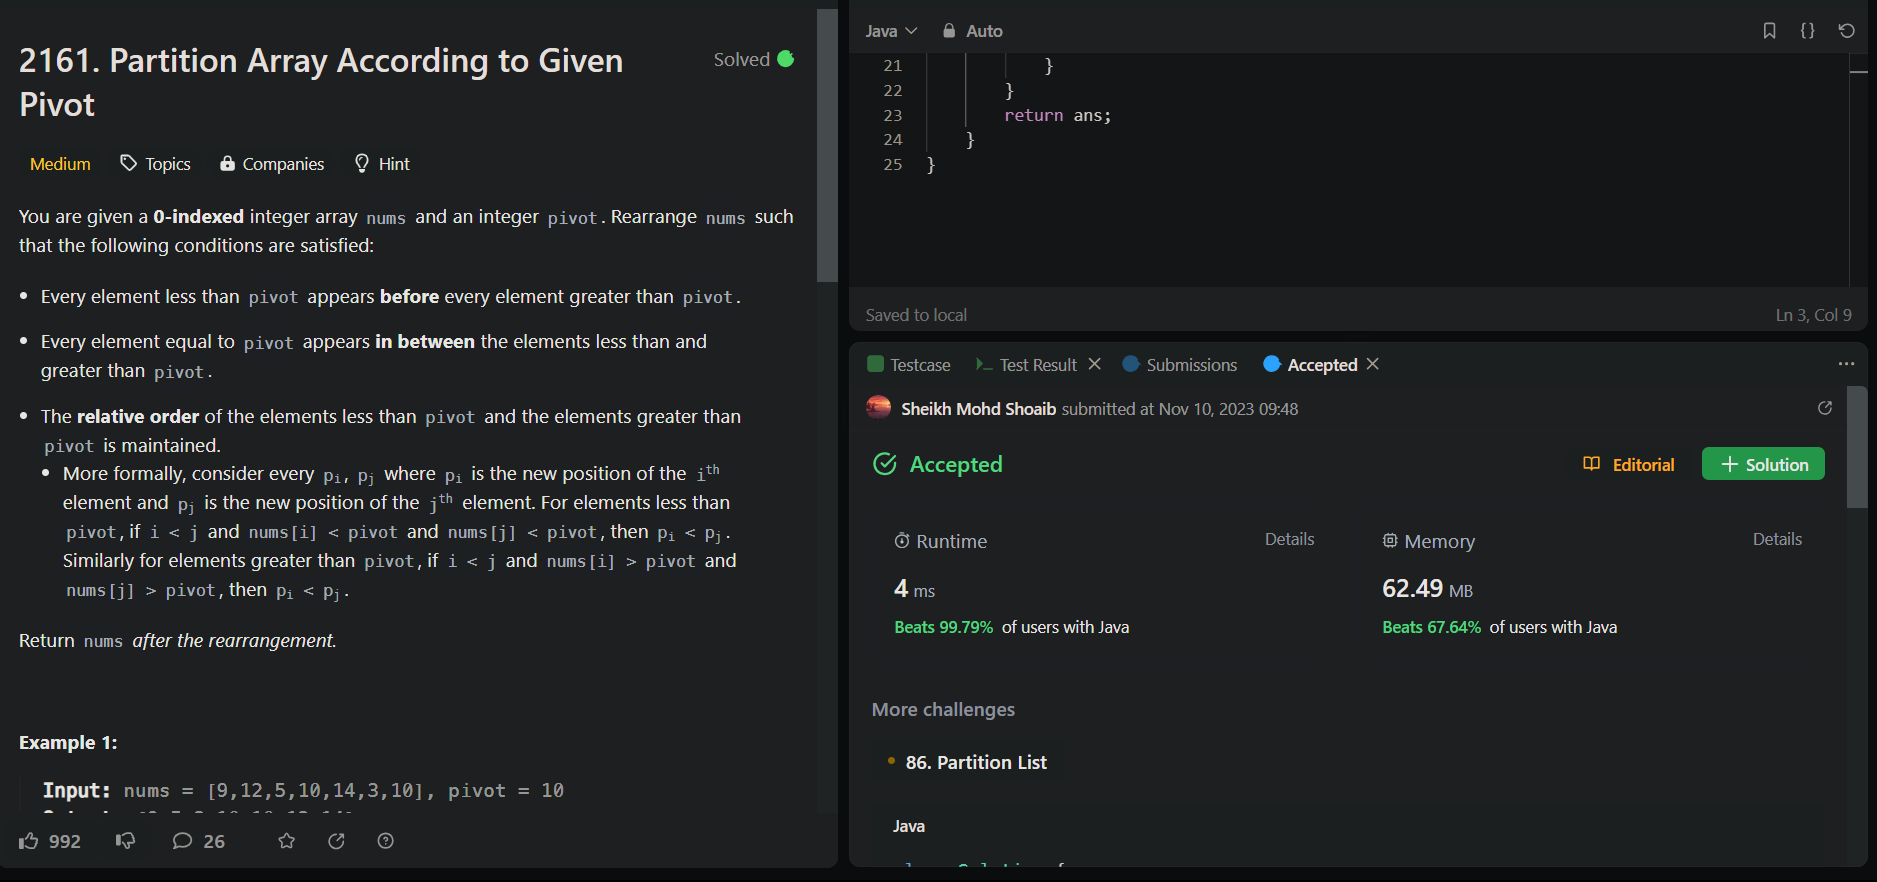 2161. Partition Array According to Given
Pivot
Solved
Medium Topics Companies Hint
You are given a 0-indexed integer array nums and an integer pivot. Rearrange nums such
that the following conditions are satisfied:
• Every element less than pivot appears before every element greater than pivot.
• Every element equal to pivot appears in between the elements less than and
greater than pivot.
• The relative order of the elements less than pivot and the elements greater than
pivot is maintained.
• More formally, consider every pi, pj where pi is the new position of the ith
element and pj is the new position of the jth element. For elements less than
pivot, if i < j and nums[i] < pivot and nums[j] < pivot, then pi < pj.
Similarly for elements greater than pivot, if i < j and nums[i] > pivot and
nums[j] > pivot, then pi < pj.
Return nums after the rearrangement.
Example 1:
Input: nums = [9,12,5,10,14,3,10], pivot = 10
992 26
Java Auto
21 }
22 }
23 return ans;
24 }
25 }
Saved to local Ln 3, Col 9
Testcase Test Result Submissions Accepted
Sheikh Mohd Shoaib submitted at Nov 10, 2023 09:48
Accepted Editorial + Solution
Runtime Details
4 ms
Beats 99.79% of users with Java
Memory Details
62.49 MB
Beats 67.64% of users with Java
More challenges
• 86. Partition List
Java